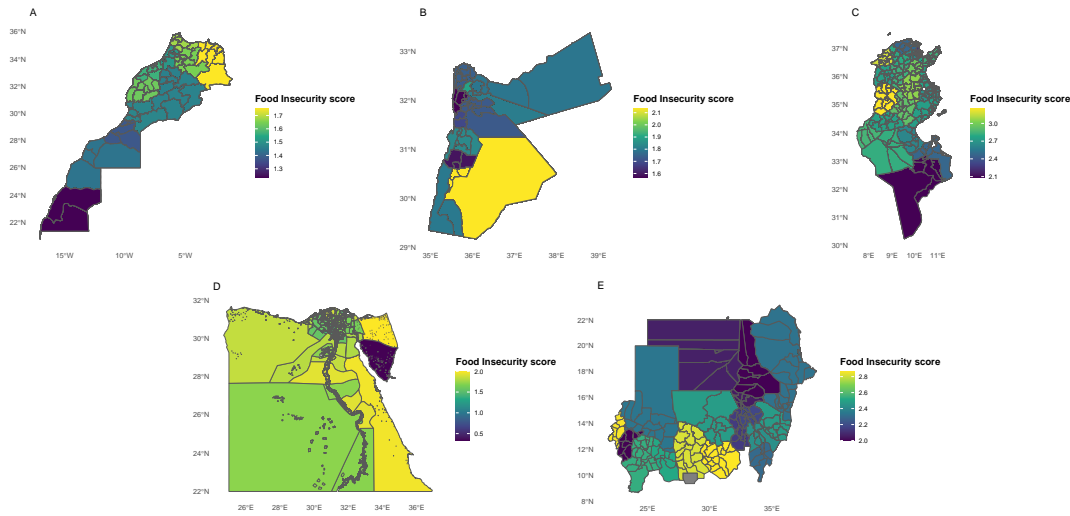 A
36°N
34°N
32°N
30°N
28°N
26°N
24°N
22°N
15°W 10°W 5°W
Food Insecurity score
1.7
1.6
1.5
1.4
1.3
B
33°N
32°N
31°N
30°N
29°N
35°E 36°E 37°E 38°E 39°E
Food Insecurity score
2.1
2.0
1.9
1.8
1.7
1.6
C
37°N
36°N
35°N
34°N
33°N
32°N
31°N
30°N
8°E 9°E 10°E 11°E
Food Insecurity score
3.0
2.7
2.4
2.1
D
32°N
30°N
28°N
26°N
24°N
22°N
26°E 28°E 30°E 32°E 34°E 36°E
Food Insecurity score
2.0
1.5
1.0
0.5
E
22°N
20°N
18°N
16°N
14°N
12°N
10°N
8°N
25°E 30°E 35°E
Food Insecurity score
2.8
2.6
2.4
2.2
2.0